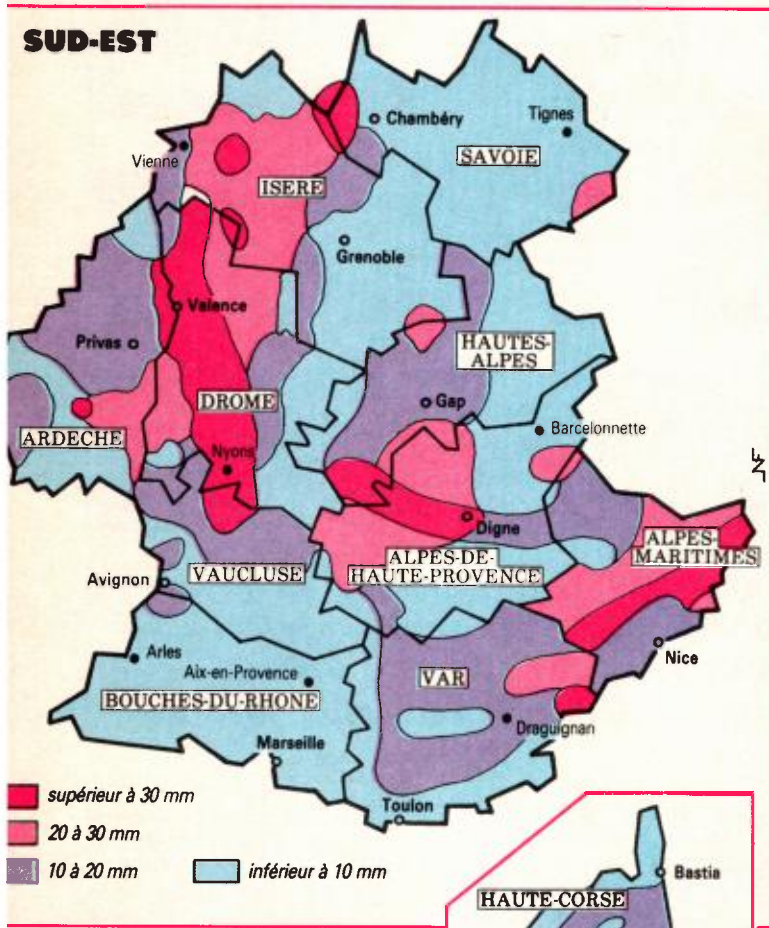 SUD-EST
Chambéry
Tignes
Vienne
SAVOIE
ISERE
Grenoble
Valence
Privas
HAUTES-
ALPES
DROME
Gap
Barcelonnette
ARDECHE
Nyons
Digne
ALPES-
MARITIMES
ALPES-DE-
HAUTE-PROVENCE
VAUCLUSE
Avignon
Nice
Arles
Aix-en-Provence
VAR
BOUCHES-DU-RHONE
Draguignan
Marseille
supérieur à 30 mm
Toulon
20 à 30 mm
10 à 20 mm
inférieur à 10 mm
Bastia
HAUTE-CORSE